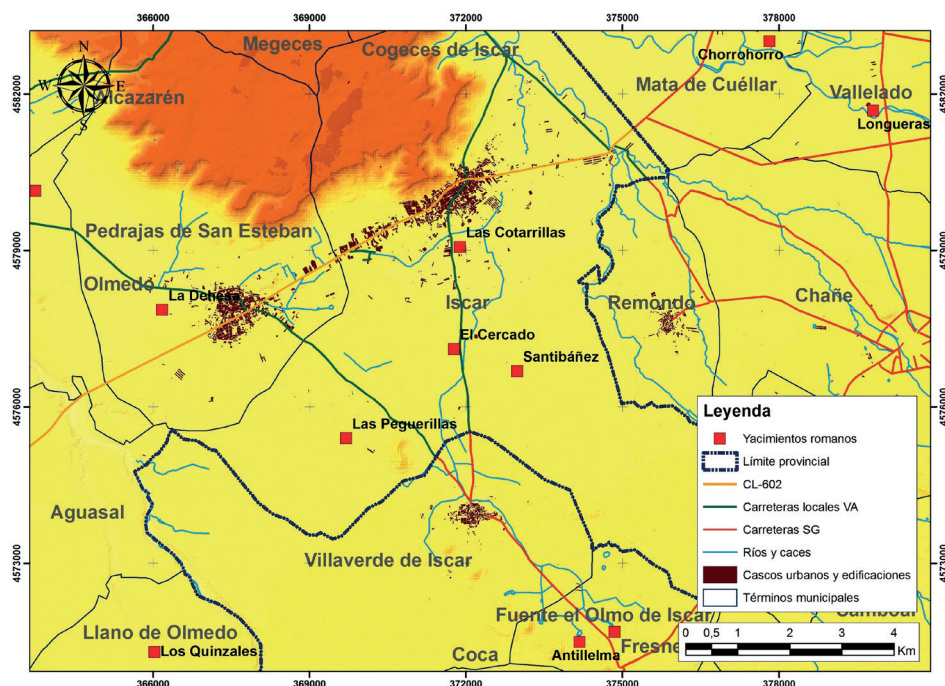 366000 369000 372000 375000 378000
N
W E
S
Megeces
Cogeces de Iscar
Chorrohorro
Mata de Cuéllar
4582000
Alcazarén
Vallelado
Longueras
4582000
Pedrajas de San Esteban
Las Cotarrillas
4579000
4579000
Olmedo
La Dehesa
Iscar
Remondo
Chañe
El Cercado
Santibáñez
4576000
4576000
Las Peguerillas
Leyenda
Yacimientos romanos
Límite provincial
CL-602
Carreteras locales VA
Carreteras SG
Ríos y caces
Cascos urbanos y edificaciones
Términos municipales
Aguasal
4573000
Villaverde de Iscar
4573000
Fuente el Olmo de Iscar
Llano de Olmedo
Los Quinzales
Coca
Antillelma
0 0,5 1 2 3 4
Km
366000 369000 372000 375000 378000